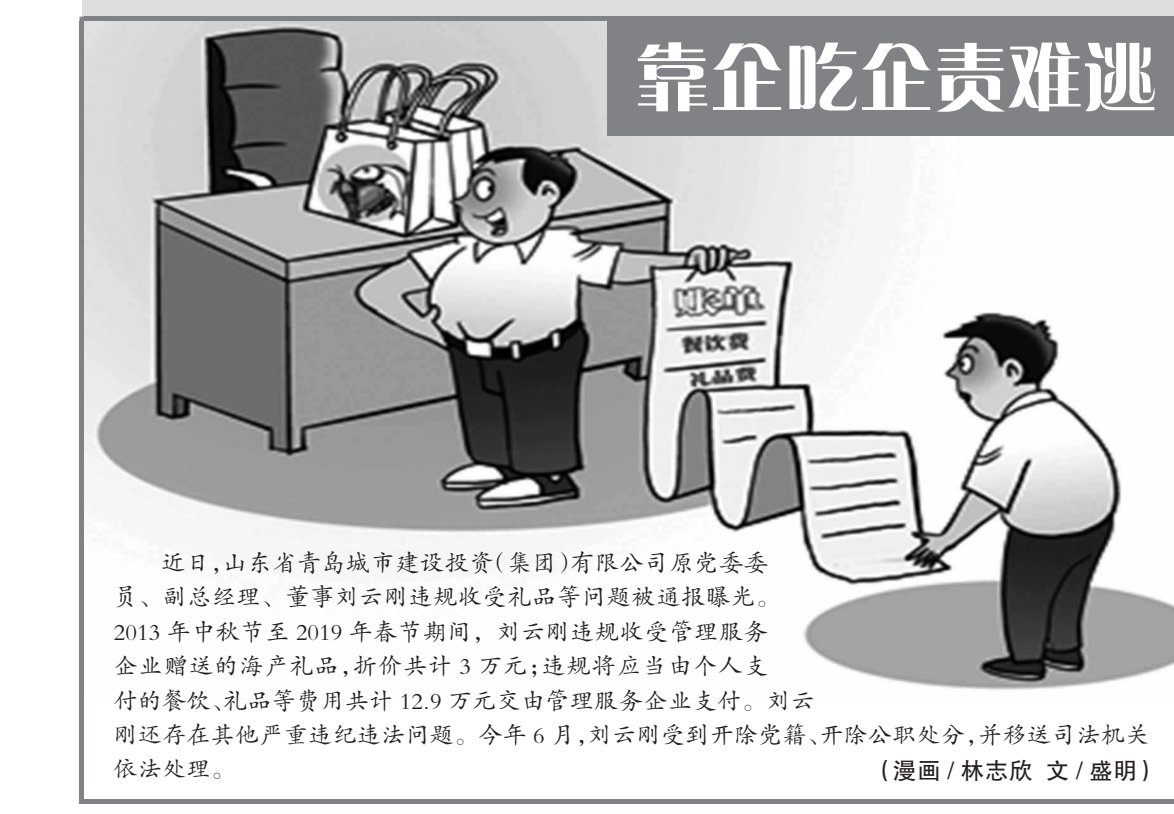 靠企吃企责难逃
账单
餐饮费
礼品费
近日,山东省青岛城市建设投资(集团)有限公司原党委委
员、副总经理、董事刘云刚违规收受礼品等问题被通报曝光。
2013 年中秋节至 2019 年春节期间，刘云刚违规收受管理服务
企业赠送的海产礼品,折价共计 3 万元;违规将应当由个人支
付的餐饮、礼品等费用共计 12.9 万元交由管理服务企业支付。刘云
刚还存在其他严重违纪违法问题。今年 6 月,刘云刚受到开除党籍、开除公职处分,并移送司法机关
依法处理。
(漫画/林志欣 文/盛明)